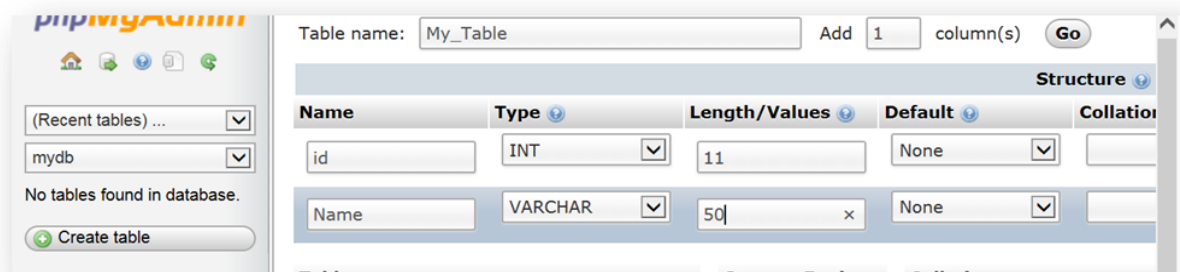 phpMyAdmin
Table name: My_Table Add 1 column(s) Go
Structure
(Recent tables) ...
mydb
No tables found in database.
Create table
Name Type Length/Values Default Collation
id INT 11 None
Name VARCHAR 50 × None